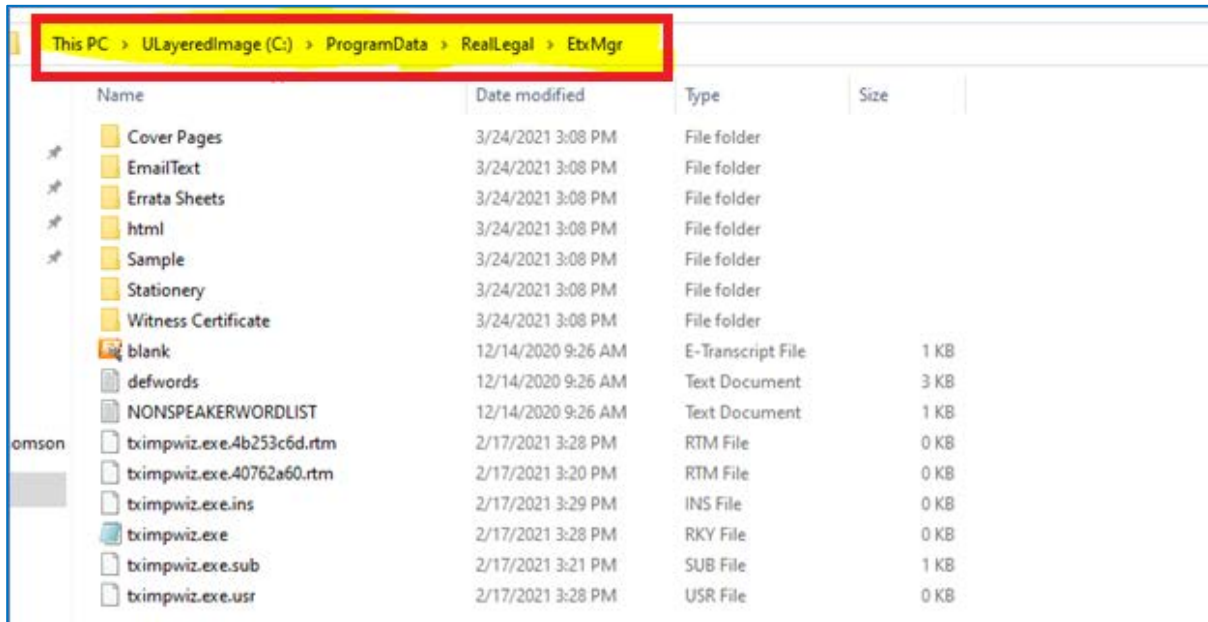 This PC > ULayeredImage (C:) > ProgramData > RealLegal > EtxMgr
Name Date modified Type Size
Cover Pages 3/24/2021 3:08 PM File folder
EmailText 3/24/2021 3:08 PM File folder
Errata Sheets 3/24/2021 3:08 PM File folder
html 3/24/2021 3:08 PM File folder
Sample 3/24/2021 3:08 PM File folder
Stationery 3/24/2021 3:08 PM File folder
Witness Certificate 3/24/2021 3:08 PM File folder
blank 12/14/2020 9:26 AM E-Transcript File 1 KB
defwords 12/14/2020 9:26 AM Text Document 3 KB
NONSPEAKERWORDLIST 12/14/2020 9:26 AM Text Document 1 KB
omson tximpwiz.exe.4b253c6d.rtm 2/17/2021 3:28 PM RTM File 0 KB
tximpwiz.exe.40762a60.rtm 2/17/2021 3:20 PM RTM File 0 KB
tximpwiz.exe.ins 2/17/2021 3:29 PM INS File 0 KB
tximpwiz.exe 2/17/2021 3:28 PM RKY File 0 KB
tximpwiz.exe.sub 2/17/2021 3:21 PM SUB File 1 KB
tximpwiz.exe.usr 2/17/2021 3:28 PM USR File 0 KB